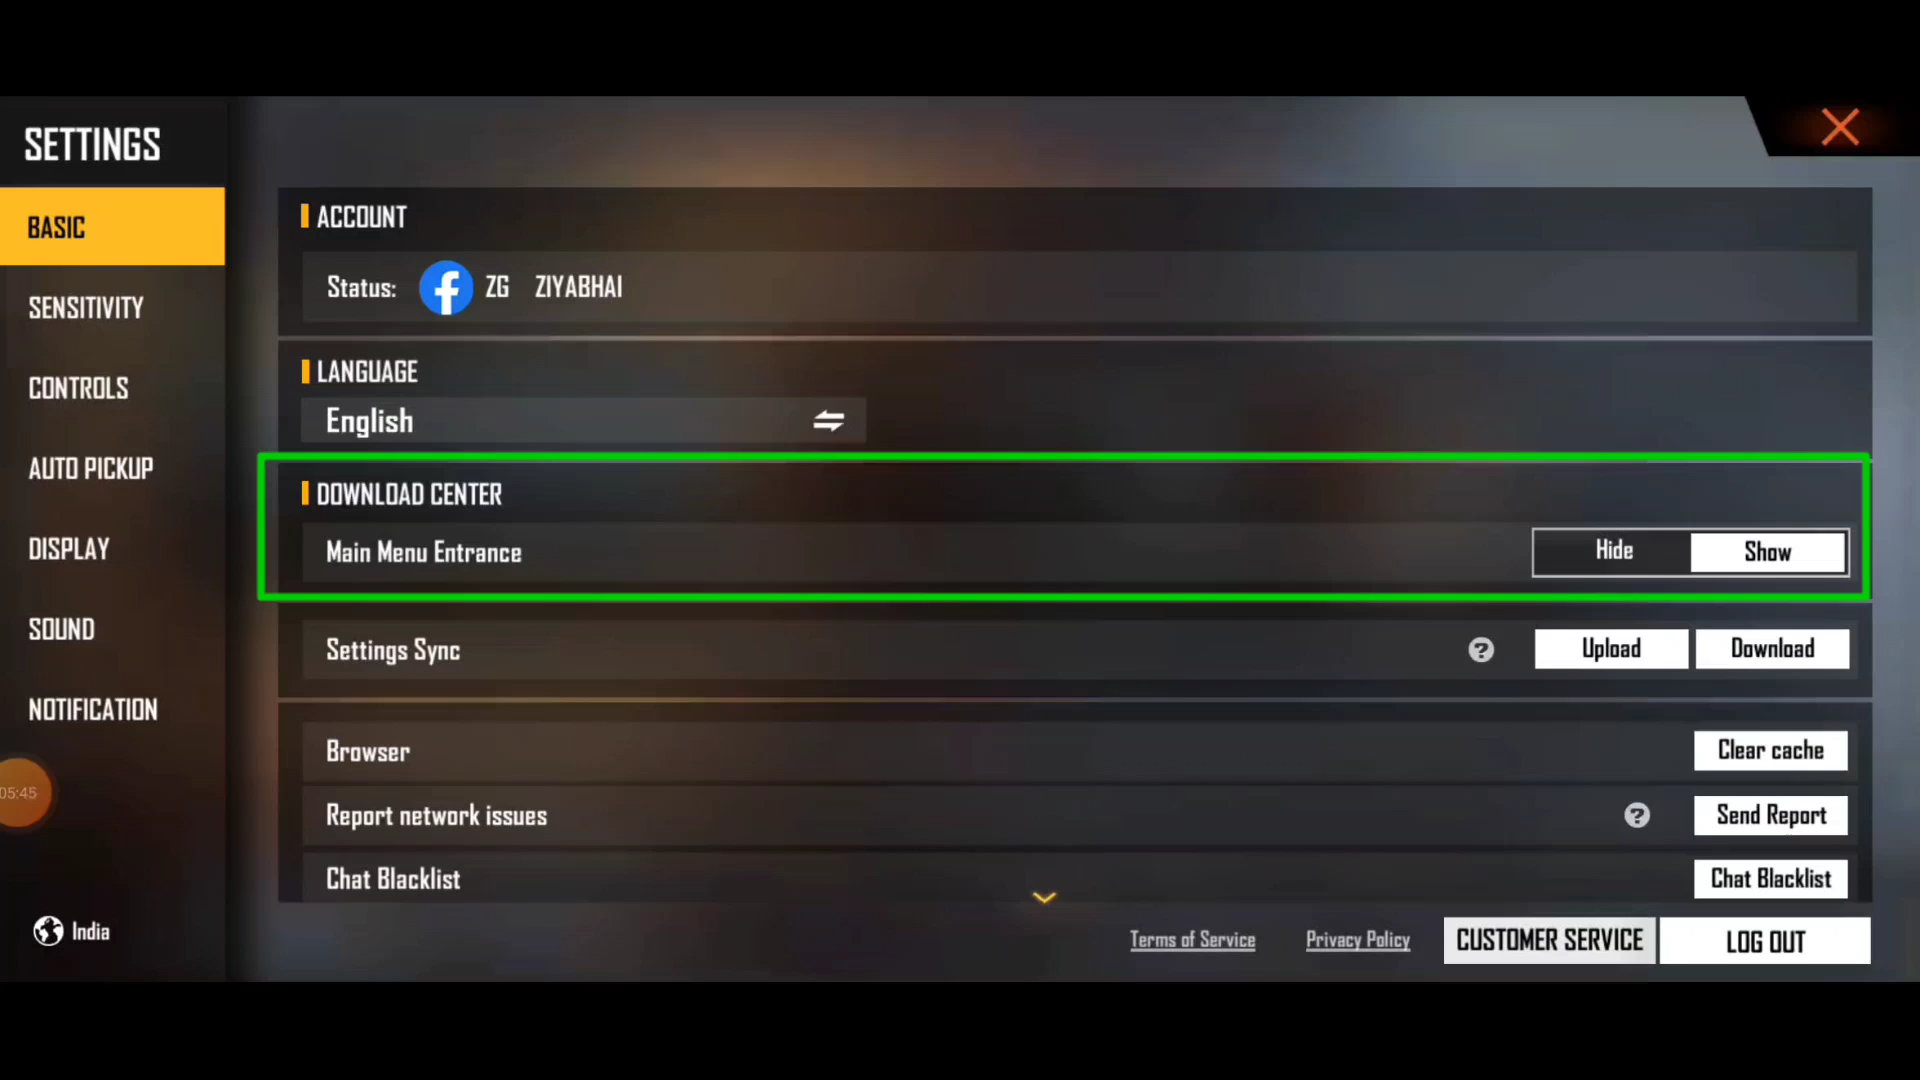 SETTINGS
BASIC
SENSITIVITY
CONTROLS
AUTO PICKUP
DISPLAY
SOUND
NOTIFICATION
05:45
India
ACCOUNT
Status: ZG ZIYABHAI
LANGUAGE
English
DOWNLOAD CENTER
Main Menu Entrance Hide Show
Settings Sync ? Upload Download
Browser Clear cache
Report network issues ? Send Report
Chat Blacklist Chat Blacklist
Terms of Service Privacy Policy CUSTOMER SERVICE LOG OUT